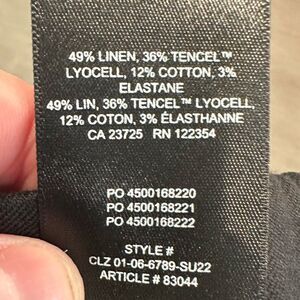 49% LINEN, 36% TENCEL™
LYOCELL, 12% COTTON, 3%
ELASTANE
49% LIN, 36% TENCEL™ LYOCELL,
12% COTON, 3% ÉLASTHANNE
CA 23725 RN 122354
PO 4500168220
PO 4500168221
PO 4500168222
STYLE #
CLZ 01-06-6789-SU22
ARTICLE # 83044